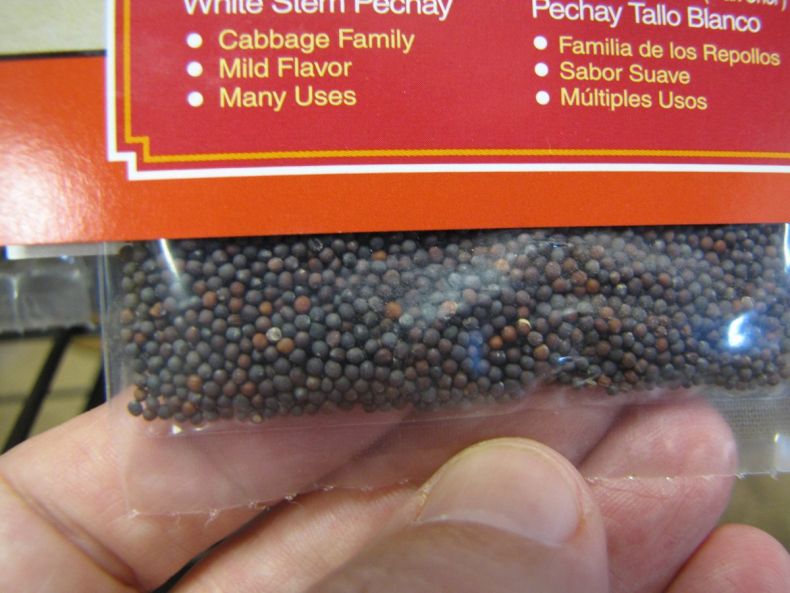 White Stem Pechay
• Cabbage Family
• Mild Flavor
• Many Uses
Pechay Tallo Blanco
• Familia de los Repollos
• Sabor Suave
• Múltiples Usos